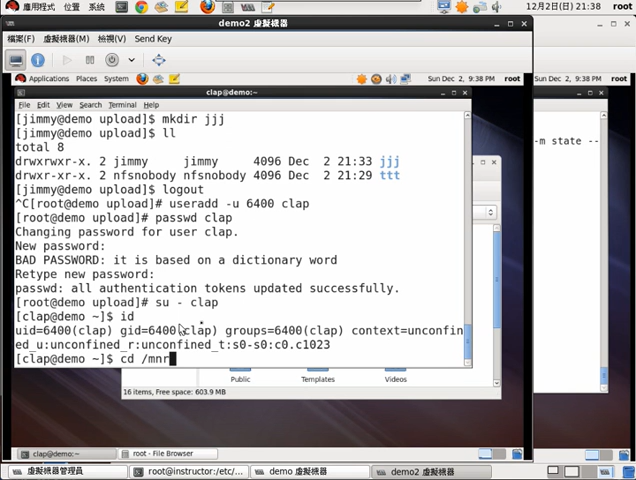 應用程式 位置 系統
12月2日(日) 21:38 root
demo2 虛擬機器
檔案(F) 虛擬機器(M) 檢視(V) Send Key
Applications Places System
Sun Dec 2, 9:38 PM root
clap@demo:~
File Edit View Search Terminal Help
[jimmy@demo upload]$ mkdir jjj
[jimmy@demo upload]$ ll
total 8
drwxrwxr-x. 2 jimmy jimmy 4096 Dec 2 21:33 jjj
drwxr-xr-x. 2 nfsnobody nfsnobody 4096 Dec 2 21:29 ttt
[jimmy@demo upload]$ logout
^C[root@demo upload]# useradd -u 6400 clap
[root@demo upload]# passwd clap
Changing password for user clap.
New password:
BAD PASSWORD: it is based on a dictionary word
Retype new password:
passwd: all authentication tokens updated successfully.
[root@demo upload]# su - clap
[clap@demo ~]$ id
uid=6400(clap) gid=6400(clap) groups=6400(clap) context=unconfin
ed_u:unconfined_r:unconfined_t:s0-s0:c0.c1023
[clap@demo ~]$ cd /mnr
-m state --
9:38 PM root
Public Templates Videos
16 items, Free space: 603.9 MB
clap@demo:~ root - File Browser
虛擬機器管理員 root@instructor:/etc/... demo 虛擬機器 demo2 虛擬機器